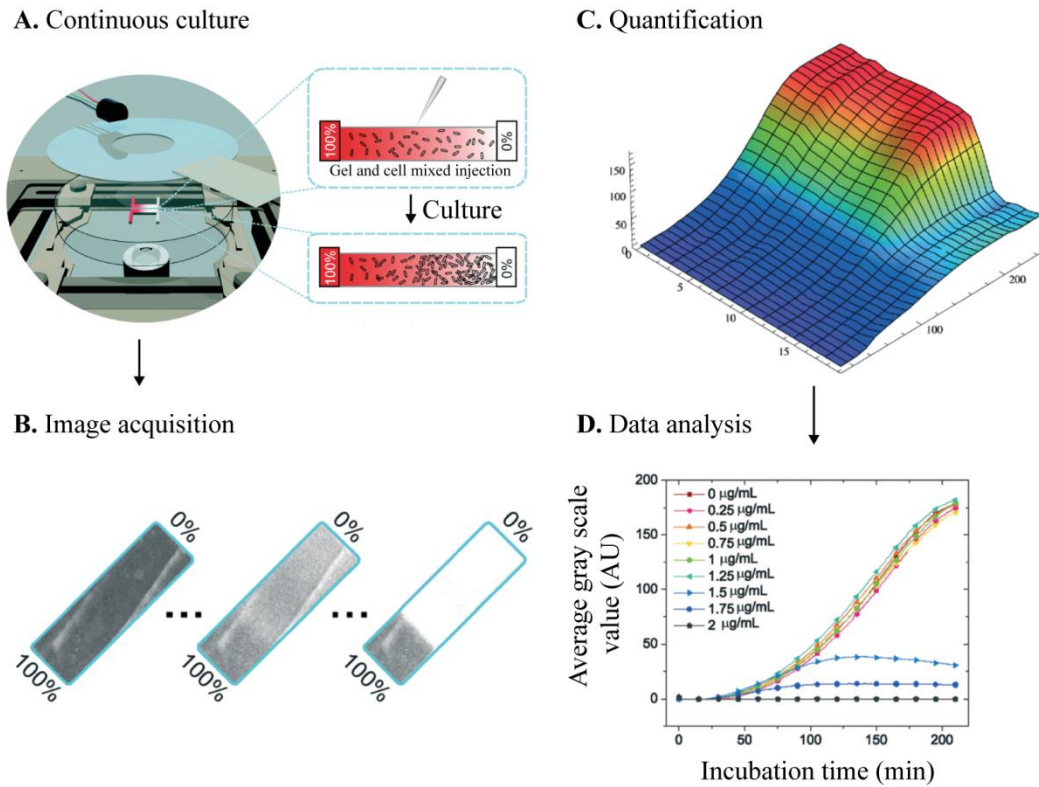 A. Continuous culture
100%
0%
Gel and cell mixed injection
Culture
100%
0%
B. Image acquisition
0%
100%
0%
100%
0%
100%
C. Quantification
150
100
50
0
0
5
10
15
100
200
D. Data analysis
Average gray scale
value (AU)
200
150
100
50
0
0 μg/mL
0.25 μg/mL
0.5 μg/mL
0.75 μg/mL
1 μg/mL
1.25 μg/mL
1.5 μg/mL
1.75 μg/mL
2 μg/mL
0
50
100
150
200
Incubation time (min)